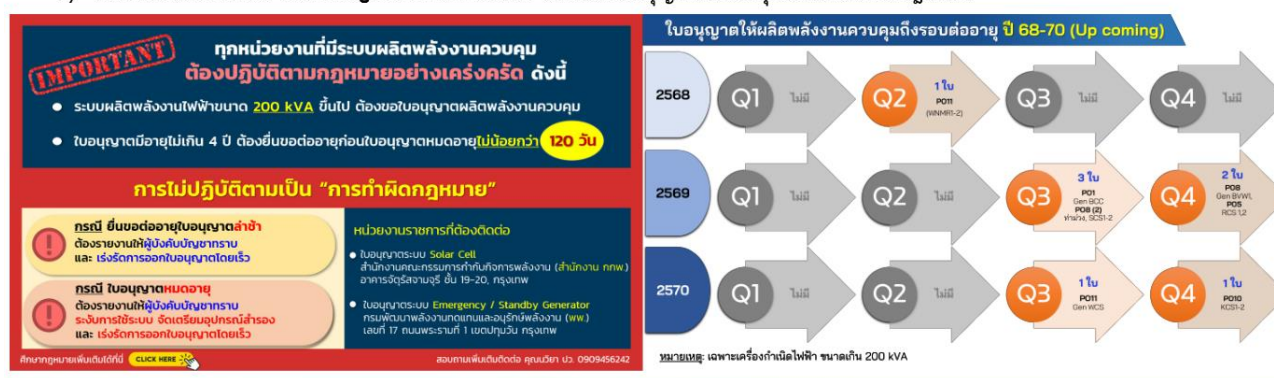 IMPORTANT
ทุกหน่วยงานที่มีระบบผลิตพลังงานควบคุม
ต้องปฏิบัติตามกฎหมายอย่างเคร่งครัด ดังนี้
● ระบบผลิตพลังงานไฟฟ้าขนาด 200 kVA ขึ้นไป ต้องขอใบอนุญาตผลิตพลังงานควบคุม
● ใบอนุญาตมีอายุไม่เกิน 4 ปี ต้องยื่นขอต่ออายุก่อนใบอนุญาตหมดอายุไม่น้อยกว่า 120 วัน
การไม่ปฏิบัติตามเป็น “การทำผิดกฎหมาย”
กรณี ยื่นขอต่ออายุใบอนุญาตล่าช้า
ต้องรายงานให้ผู้บังคับบัญชาทราบ
และ เร่งรัดการออกใบอนุญาตโดยเร็ว
กรณี ใบอนุญาตหมดอายุ
ต้องรายงานให้ผู้บังคับบัญชาทราบ
ระงับการใช้ระบบ จัดเตรียมอุปกรณ์สำรอง
และ เร่งรัดการออกใบอนุญาตโดยเร็ว
หน่วยงานราชการที่ต้องติดต่อ
● ใบอนุญาตระบบ Solar Cell
สำนักงานคณะกรรมการกำกับกิจการพลังงาน (สำนักงาน กกพ.)
อาคารจัตุรัสจามจุรี ชั้น 19-20, กรุงเทพ
● ใบอนุญาตระบบ Emergency / Standby Generator
กรมพัฒนาพลังงานทดแทนและอนุรักษ์พลังงาน (พพ.)
เลขที่ 17 ถนนพระรามที่ 1 เขตปทุมวัน กรุงเทพ
ศึกษากฎหมายเพิ่มเติมได้ที่นี่ CLICK HERE
สอบถามเพิ่มเติมติดต่อ คุณนวียา ปว. 0909456242
ใบอนุญาตให้ผลิตพลังงานควบคุมถึงรอบต่ออายุ ปี 68-70 (Up coming)
2568
Q1 ไม่มี
Q2 1 ใบ
PO11
(WNMR1-2)
Q3 ไม่มี
Q4 ไม่มี
2569
Q1 ไม่มี
Q2 ไม่มี
Q3 3 ใบ
PO1
Gen BCC
PO8 (2)
ท่าม่วง, SCS1-2
Q4 2 ใบ
PO8
Gen BVWI,
PO5
RCS 1,2
2570
Q1 ไม่มี
Q2 ไม่มี
Q3 1 ใบ
PO11
Gen WCS
Q4 1 ใบ
PO10
KCS1-2
หมายเหตุ: เฉพาะเครื่องกำเนิดไฟฟ้า ขนาดเกิน 200 kVA